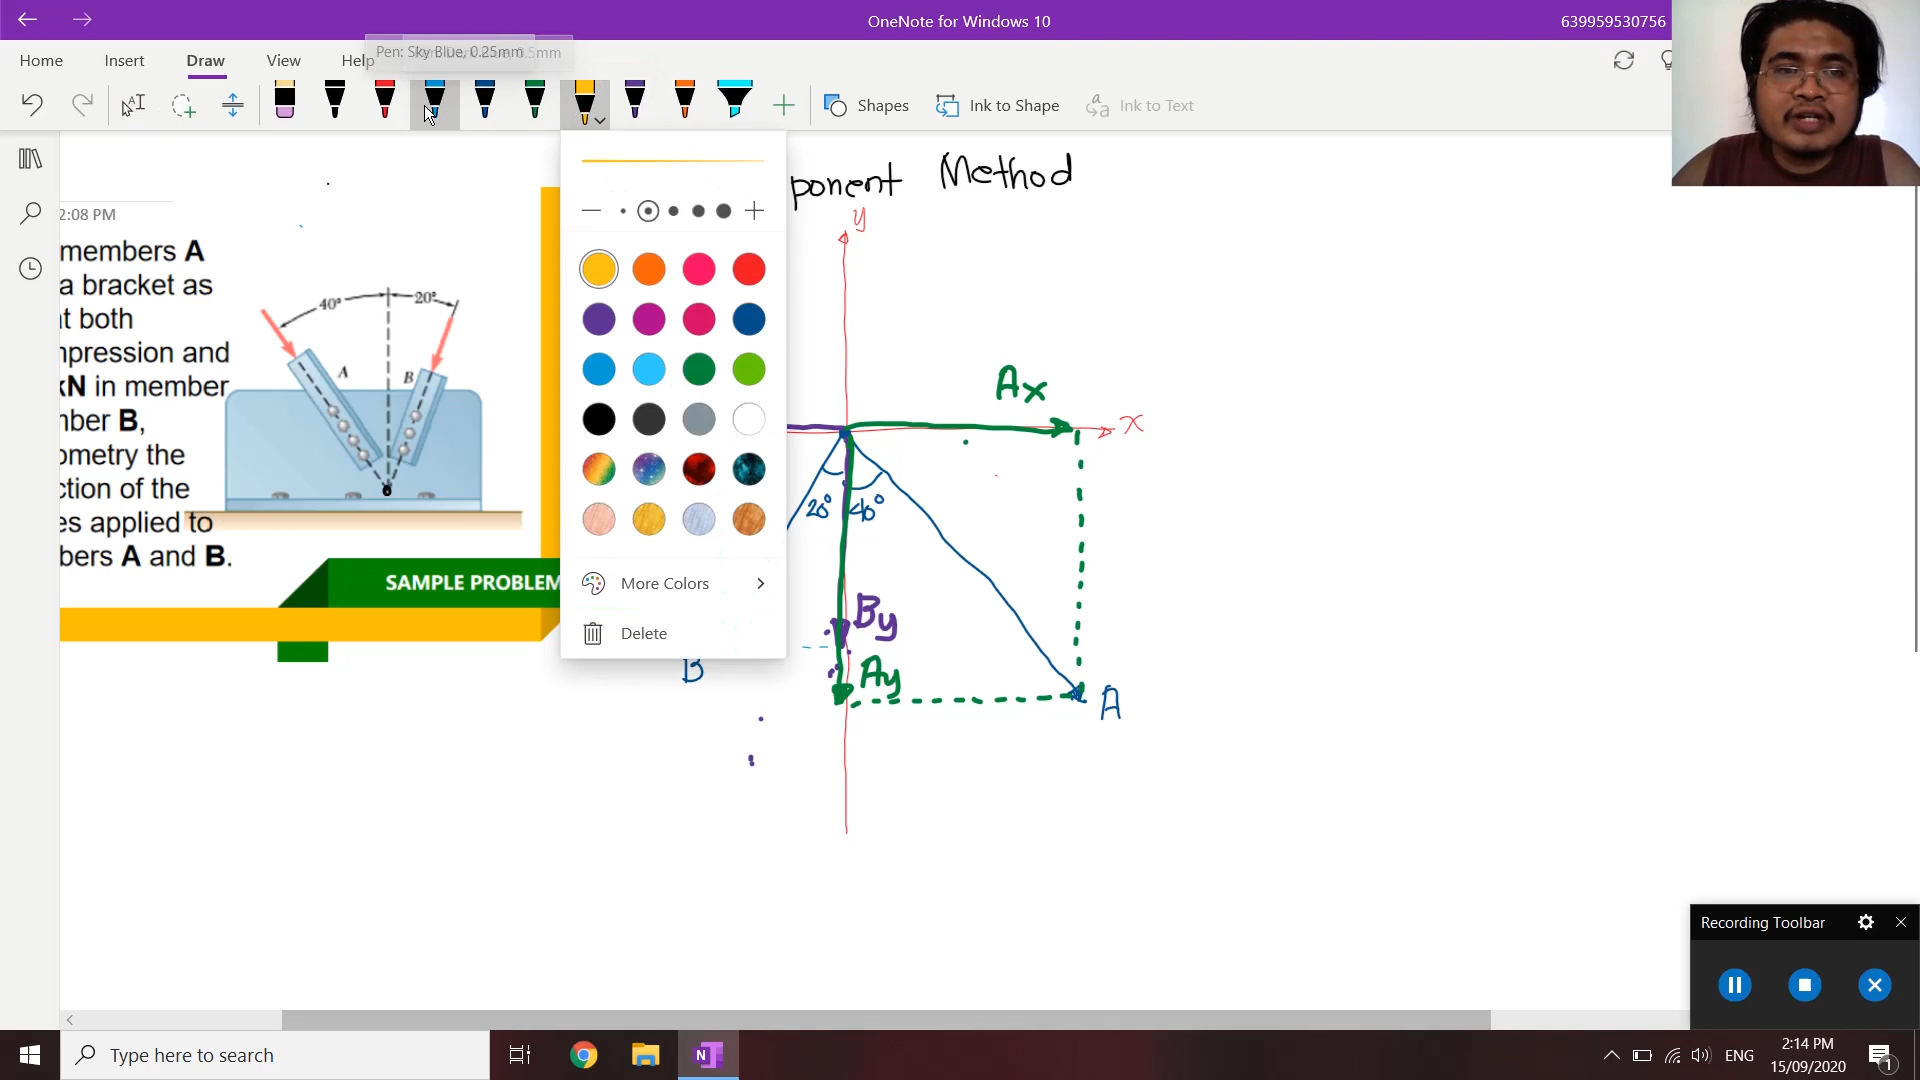 OneNote for Windows 10
639959530756
Pen: Sky Blue, 0.25mm
Home
Insert
Draw
View
Help
Shapes
Ink to Shape
Ink to Text
ponent Method
2:08 PM
members A
a bracket as
t both
npression and
kN in member
nber B,
ometry the
ction of the
es applied to
bers A and B.
40°
20°
A
B
SAMPLE PROBLEM
More Colors
Delete
y
x
Ax
20°
40°
By
Ay
B
A
Recording Toolbar
Type here to search
ENG
2:14 PM
15/09/2020
1